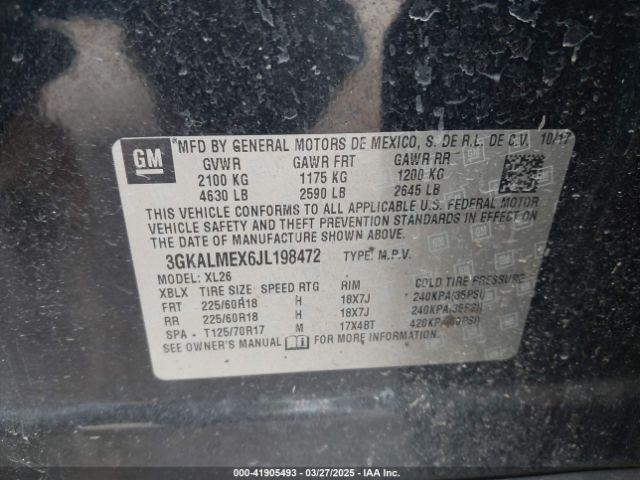 GM
*MFD BY GENERAL MOTORS DE MEXICO, S. DE R.L. DE C.V. 10/17
GVWR GAWR FRT GAWR RR
2100 KG 1175 KG 1200 KG
4630 LB 2590 LB 2645 LB
THIS VEHICLE CONFORMS TO ALL APPLICABLE U.S. FEDERAL MOTOR
VEHICLE SAFETY AND THEFT PREVENTION STANDARDS IN EFFECT ON
THE DATE OF MANUFACTURE SHOWN ABOVE.
3GKALMEX6JL198472 TYPE: M.P.V.
MODEL: XL26
XBLX TIRE SIZE SPEED RTG RIM COLD TIRE PRESSURE
FRT 225/60R18 H 18X7J 240KPA(35PSI)
RR 225/60R18 H 18X7J 240KPA(35PSI)
SPA - T125/70R17 M 17X4BT 420KPA(60PSI)
SEE OWNER'S MANUAL FOR MORE INFORMATION.
000-41905493 — 03/27/2025 — IAA Inc.